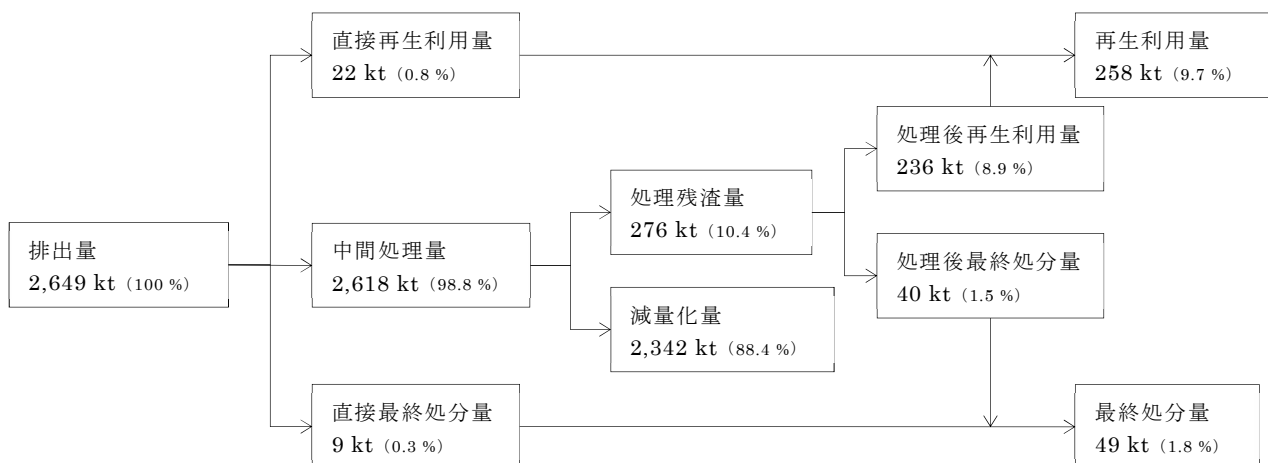 直接再生利用量
22 kt（0.8 %）
再生利用量
258 kt（9.7 %）
処理後再生利用量
236 kt（8.9 %）
処理残渣量
276 kt（10.4 %）
排出量
2,649 kt（100 %）
中間処理量
2,618 kt（98.8 %）
処理後最終処分量
40 kt（1.5 %）
減量化量
2,342 kt（88.4 %）
直接最終処分量
9 kt（0.3 %）
最終処分量
49 kt（1.8 %）